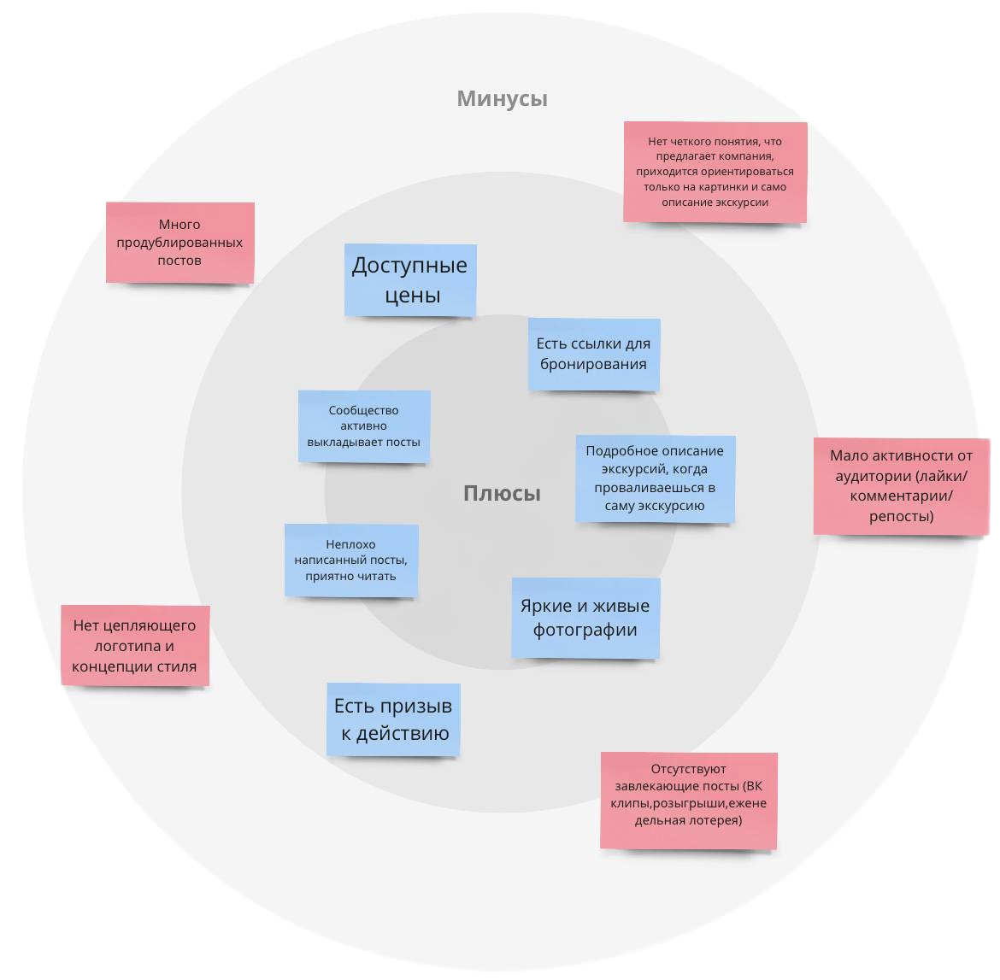 Минусы
Нет четкого понятия, что
предлагает компания,
приходится ориентироваться
только на картинки и само
описание экскурсии
Много
продублированных
постов
Доступные
цены
Есть ссылки для
бронирования
Сообщество
активно
выкладывает посты
Подробное описание
экскурсий, когда
проваливаешься в
саму экскурсию
Мало активности от
аудитории (лайки/
комментарии/
репосты)
Плюсы
Неплохо
написанный посты,
приятно читать
Яркие и живые
фотографии
Нет цепляющего
логотипа и
концепции стиля
Есть призыв
к действию
Отсутствуют
завлекающие посты (ВК
клипы,розыгрыши,ежене
дельная лотерея)